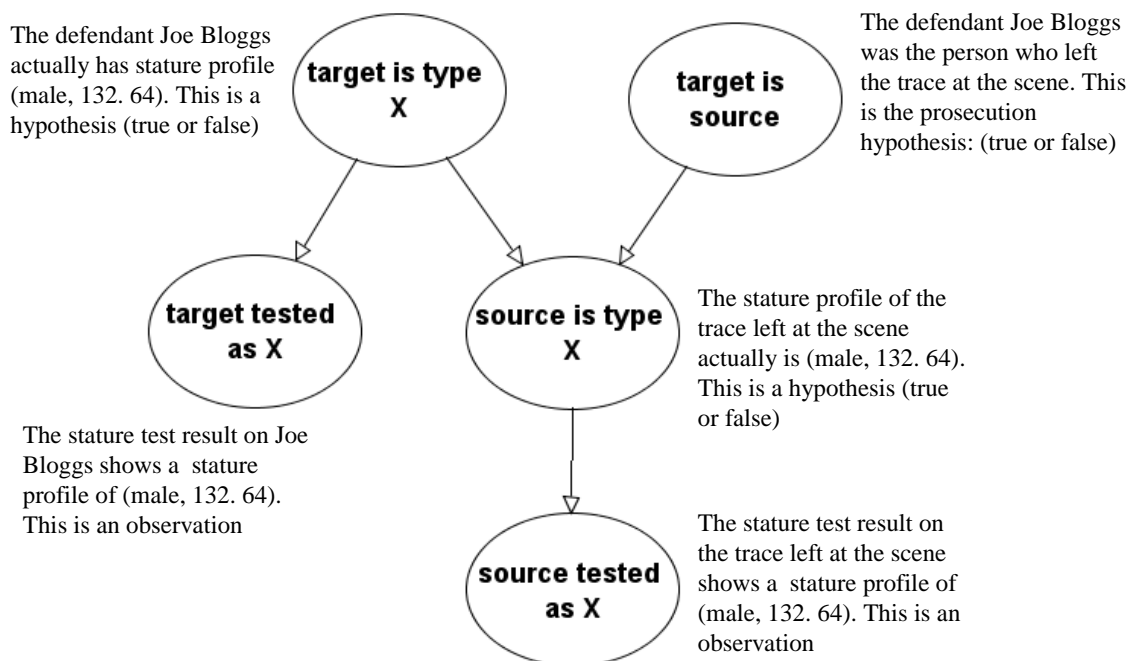 The defendant Joe Bloggs
actually has stature profile
(male, 132. 64). This is a
hypothesis (true or false)
target is type
X
target is
source
The defendant Joe Bloggs
was the person who left
the trace at the scene. This
is the prosecution
hypothesis: (true or false)
target tested
as X
source is type
X
The stature profile of the
trace left at the scene
actually is (male, 132. 64).
This is a hypothesis (true
or false)
The stature test result on Joe
Bloggs shows a stature
profile of (male, 132. 64).
This is an observation
source tested
as X
The stature test result on
the trace left at the scene
shows a stature profile of
(male, 132. 64). This is an
observation